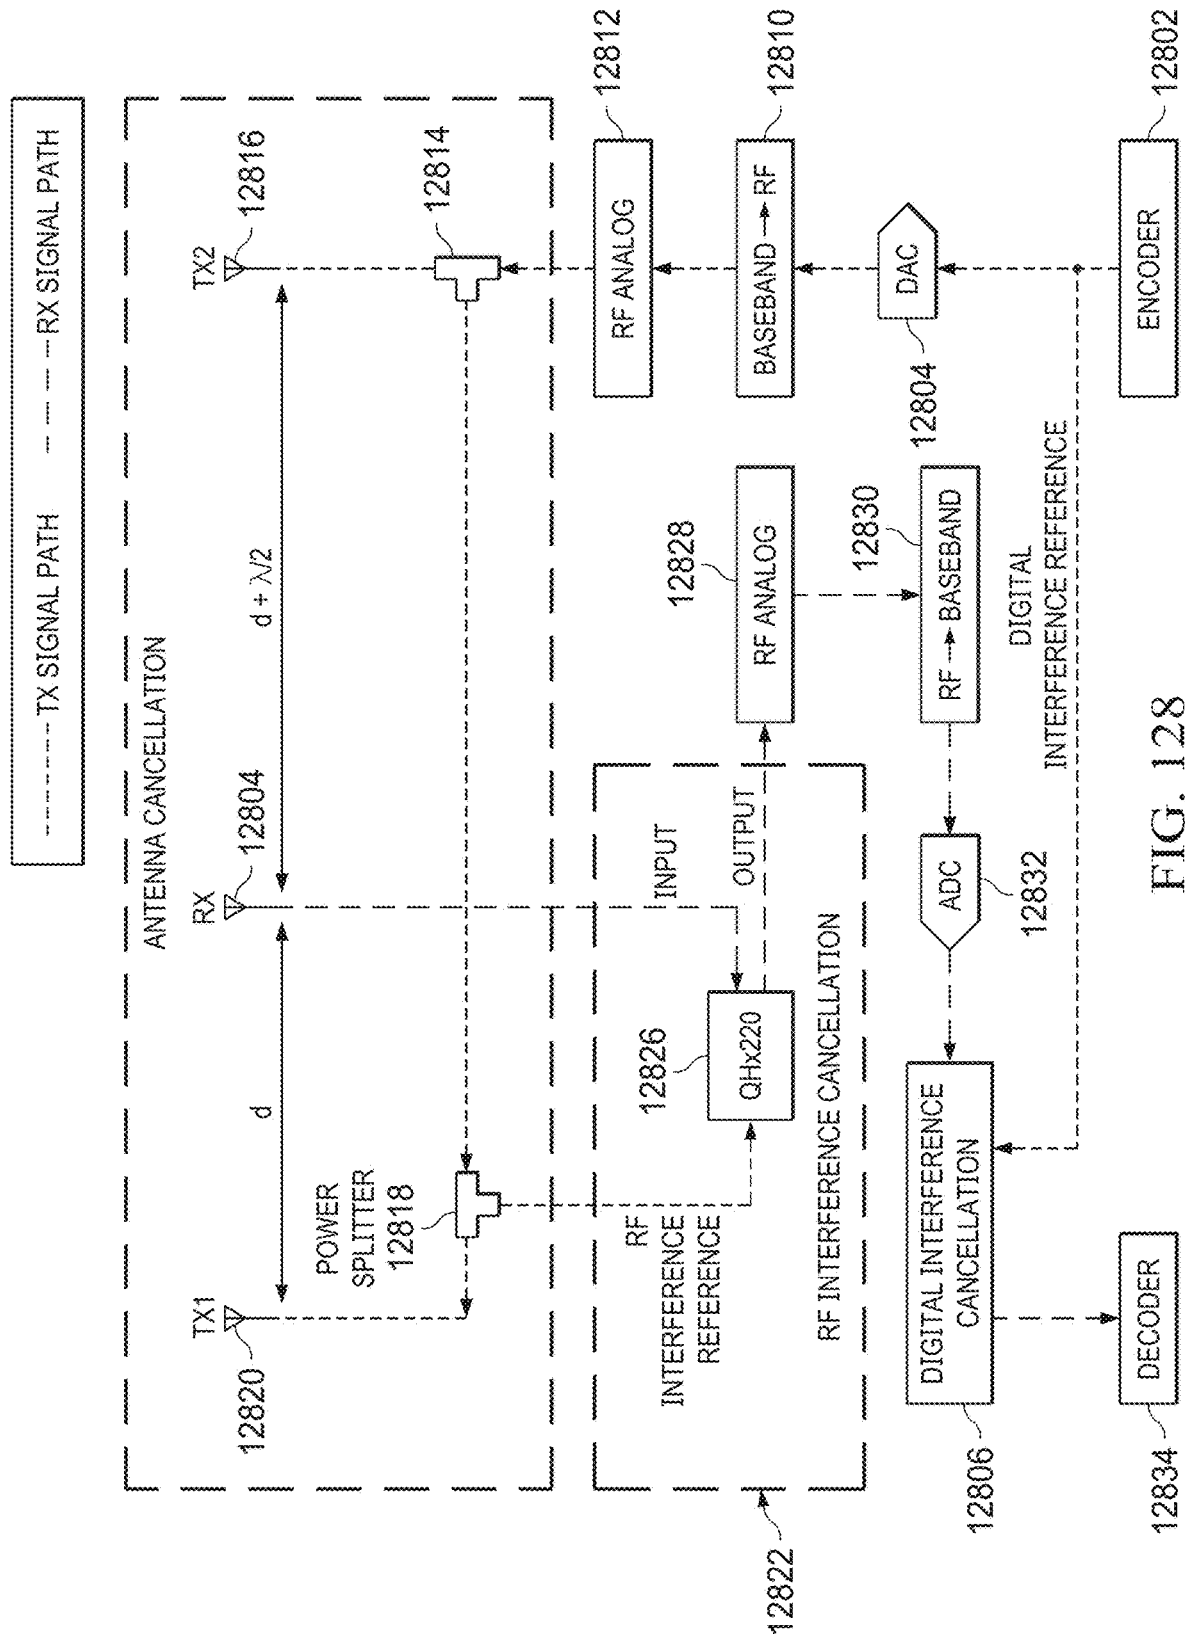 TX SIGNAL PATH
RX SIGNAL PATH
ANTENNA CANCELLATION
TX1
12820
d
RX
12804
d + λ/2
TX2
12816
POWER
SPLITTER
12818
12814
RF
INTERFERENCE
REFERENCE
12826
QHx220
INPUT
OUTPUT
RF INTERFERENCE CANCELLATION
12822
RF ANALOG
12812
12828
RF ANALOG
BASEBAND → RF
12810
12830
RF → BASEBAND
DAC
12804
ADC
12832
DIGITAL INTERFERENCE
CANCELLATION
12806
DIGITAL
INTERFERENCE REFERENCE
DECODER
12834
ENCODER
12802
FIG. 128